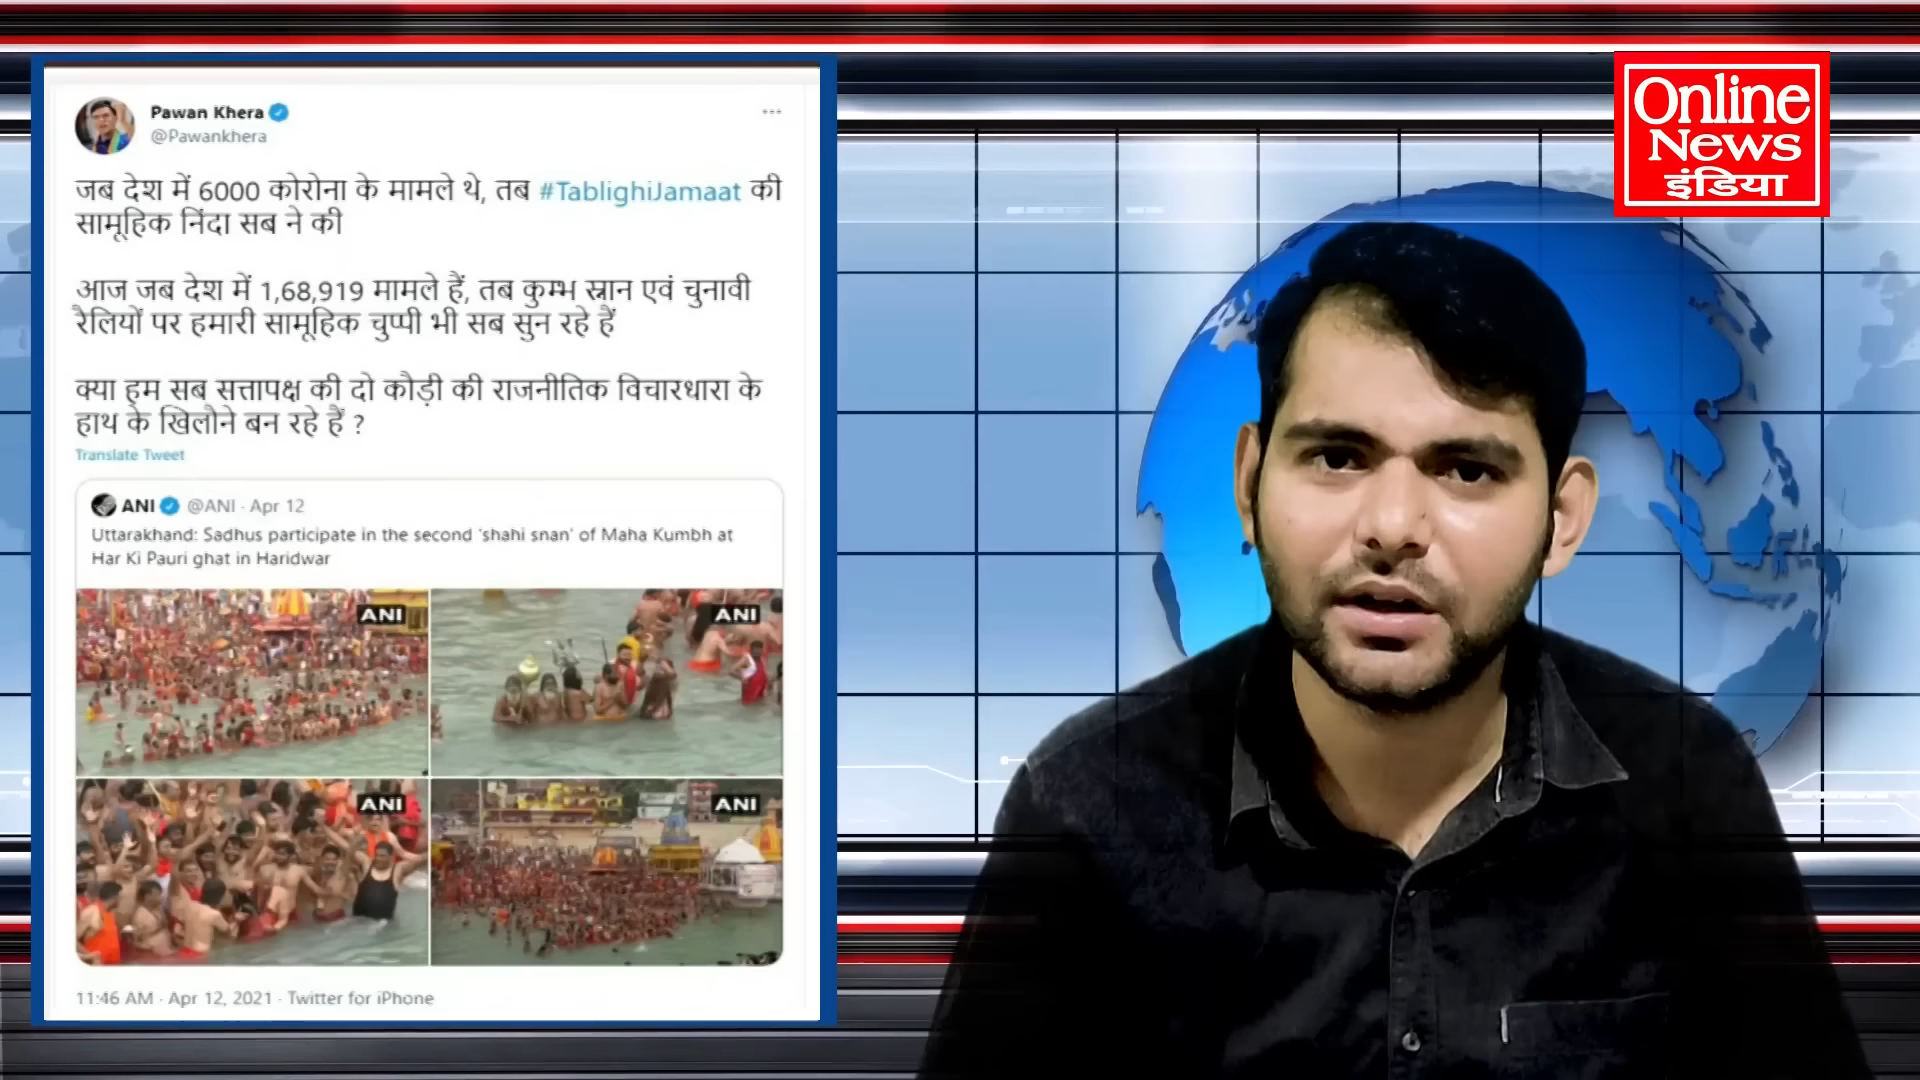 Pawan Khera
@Pawankhera
जब देश में 6000 कोरोना के मामले थे, तब #TablighiJamaat की
सामूहिक निंदा सब ने की
आज जब देश में 1,68,919 मामले हैं, तब कुम्भ स्नान एवं चुनावी
रैलियों पर हमारी सामूहिक चुप्पी भी सब सुन रहे हैं
क्या हम सब सत्तापक्ष की दो कौड़ी की राजनीतिक विचारधारा के
हाथ के खिलौने बन रहे हैं ?
Translate Tweet
ANI @ANI · Apr 12
Uttarakhand: Sadhus participate in the second 'shahi snan' of Maha Kumbh at
Har Ki Pauri ghat in Haridwar
ANI
ANI
ANI
ANI
11:46 AM · Apr 12, 2021 · Twitter for iPhone
Online
News
इंडिया